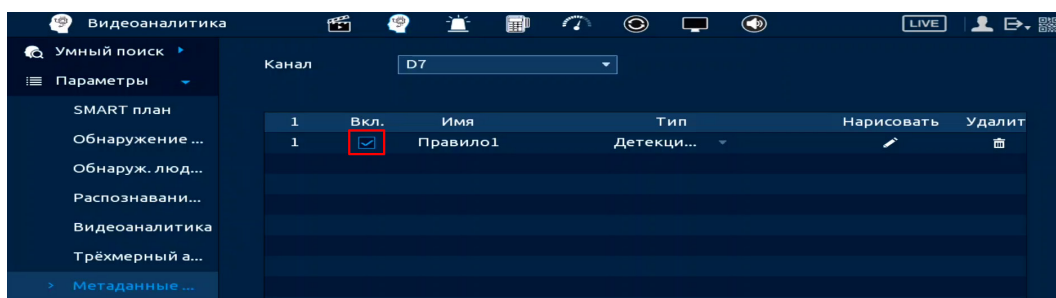 Видеоаналитика LIVE
Умный поиск
Канал D7
Параметры
SMART план
1 Вкл. Имя Тип Нарисовать Удалит
Обнаружение ...
1 Правило1 Детекци...
Обнаруж. люд...
Распознавани...
Видеоаналитика
Трёхмерный а...
> Метаданные ...